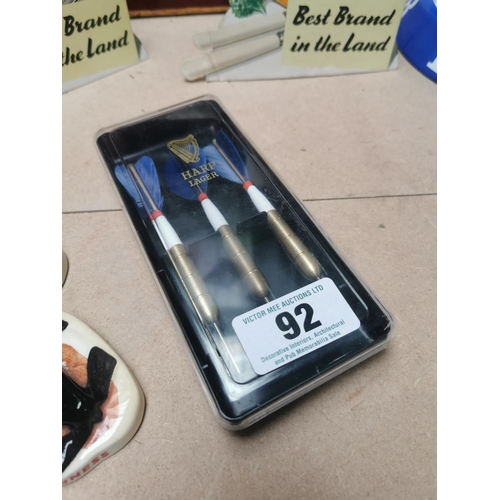 Brand
the Land
Best Brand
in the Land
HARP
LAGER
VICTOR MEE AUCTIONS LTD
92
Decorative Interiors, Architectural
and Pub Memorabilia Sale
NESS